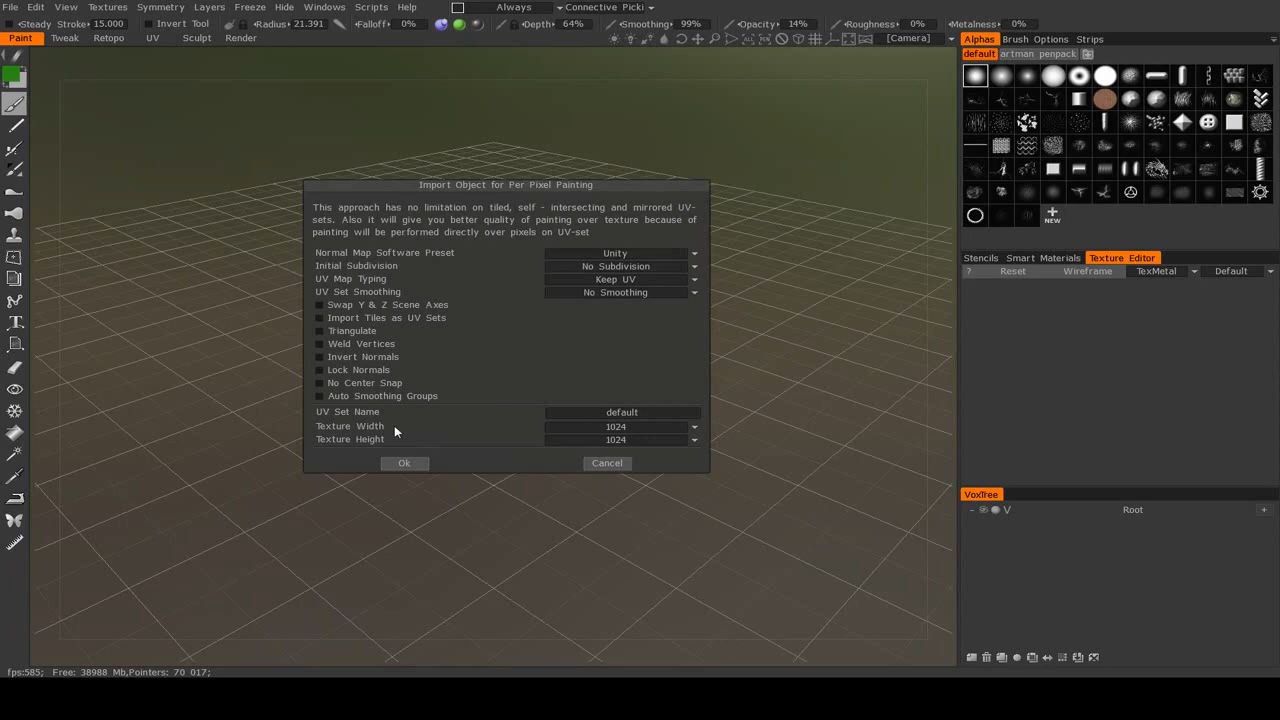 File Edit View Textures Symmetry Layers Freeze Hide Windows Scripts Help Always Connective Picki
Steady Stroke 15.000 Invert Tool Radius 21.391 Falloff 0% Depth 64% Smoothing 99% Opacity 14% Roughness 0% Metalness 0%
Paint Tweak Retopo UV Sculpt Render [Camera] Alphas Brush Options Strips
default artman penpack
NEW
Import Object for Per Pixel Painting
This approach has no limitation on tiled, self - intersecting and mirrored UV-
sets. Also it will give you better quality of painting over texture because of
painting will be performed directly over pixels on UV-set
Normal Map Software Preset Unity
Initial Subdivision No Subdivision
UV Map Typing Keep UV
UV Set Smoothing No Smoothing
Swap Y & Z Scene Axes
Import Tiles as UV Sets
Triangulate
Weld Vertices
Invert Normals
Lock Normals
No Center Snap
Auto Smoothing Groups
UV Set Name default
Texture Width 1024
Texture Height 1024
Ok Cancel
Stencils Smart Materials Texture Editor
? Reset Wireframe TexMetal Default
VoxTree
– V Root +
fps:585; Free: 38988 Mb,Pointers: 70 017;